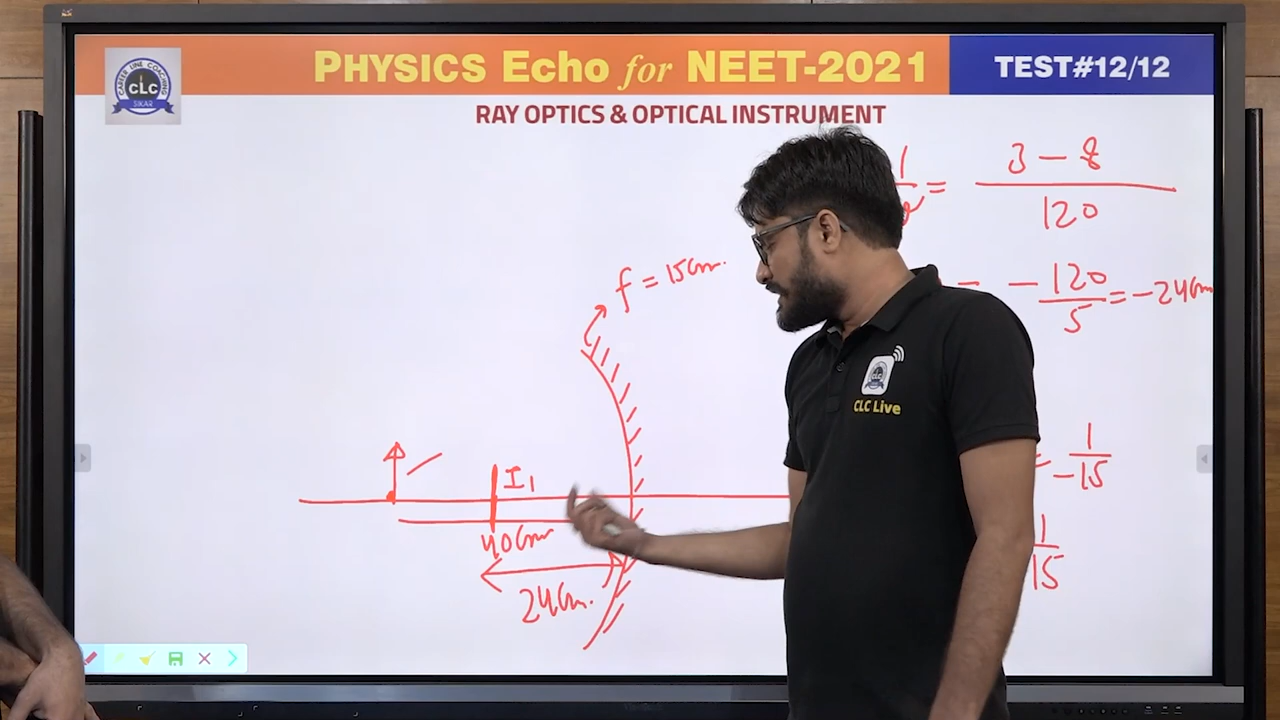 PHYSICS Echo for NEET-2021
TEST#12/12
CAREER LINE COACHING
CLC
SIKAR
RAY OPTICS & OPTICAL INSTRUMENT
1 = 3 - 8
120
f = 15cm.
- - 120 = -24cm
5
CLC Live
= 1
-15
I1
40cm
24cm.
1
15